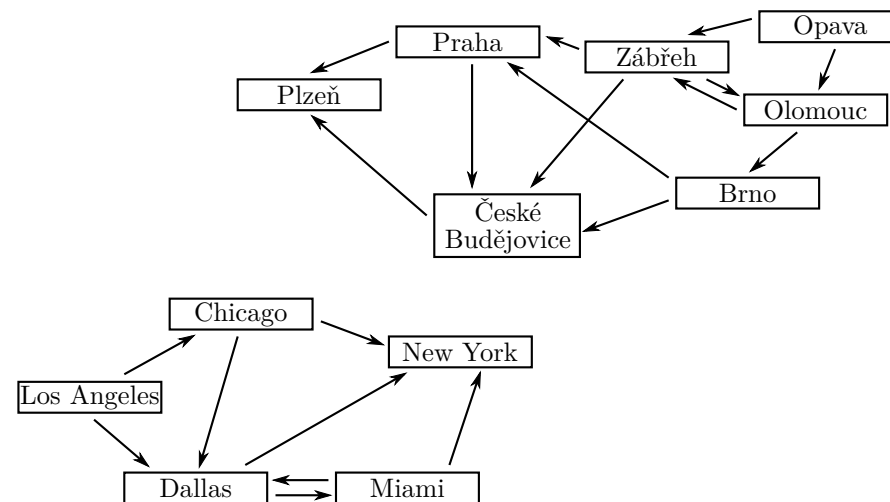 Opava
Praha
Zábřeh
Plzeň
Olomouc
Brno
České
Budějovice
Chicago
New York
Los Angeles
Dallas
Miami